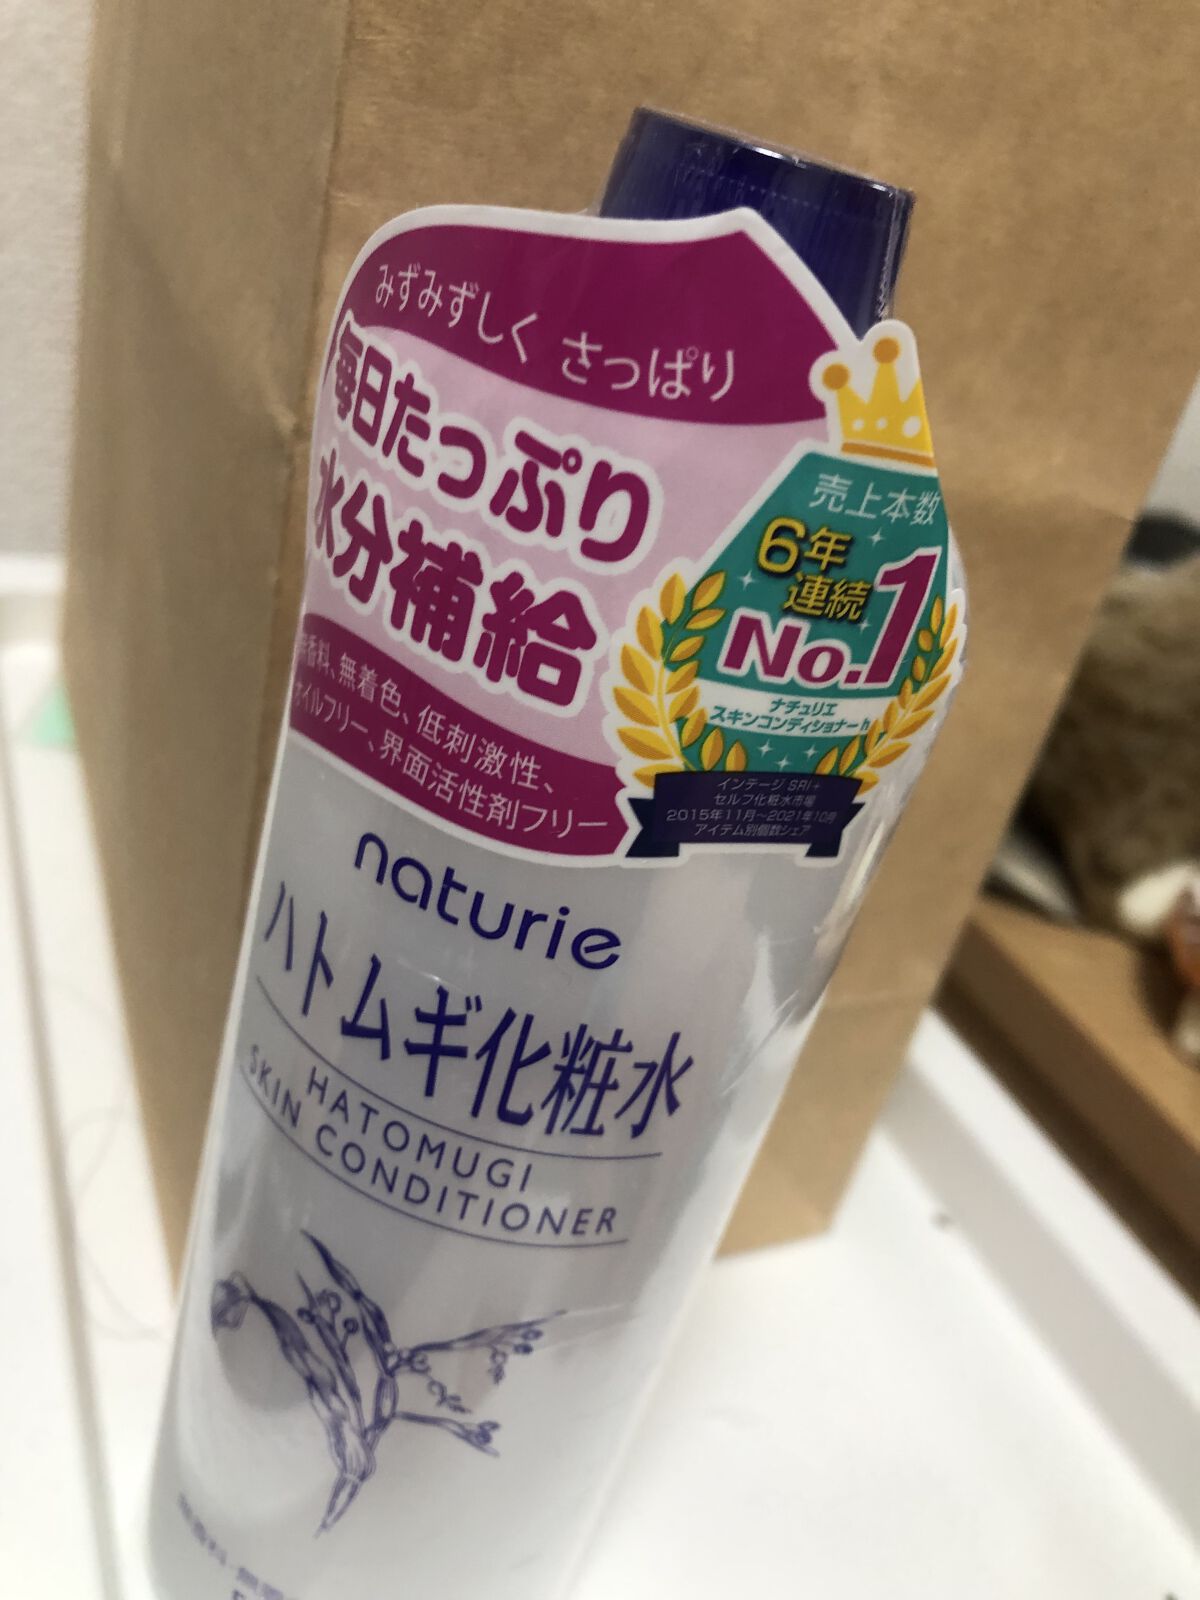 みずみずしく さっぱり
毎日たっぷり
水分補給
無香料、無着色、低刺激性、
オイルフリー、界面活性剤フリー
売上本数
6年
連続
No.1
ナチュリエ
スキンコンディショナーh
インテージ SRI+
セルフ化粧水市場
2015年11月~2021年10月
アイテム別個数シェア
naturie
ハトムギ化粧水
HATOMUGI
SKIN CONDITIONER